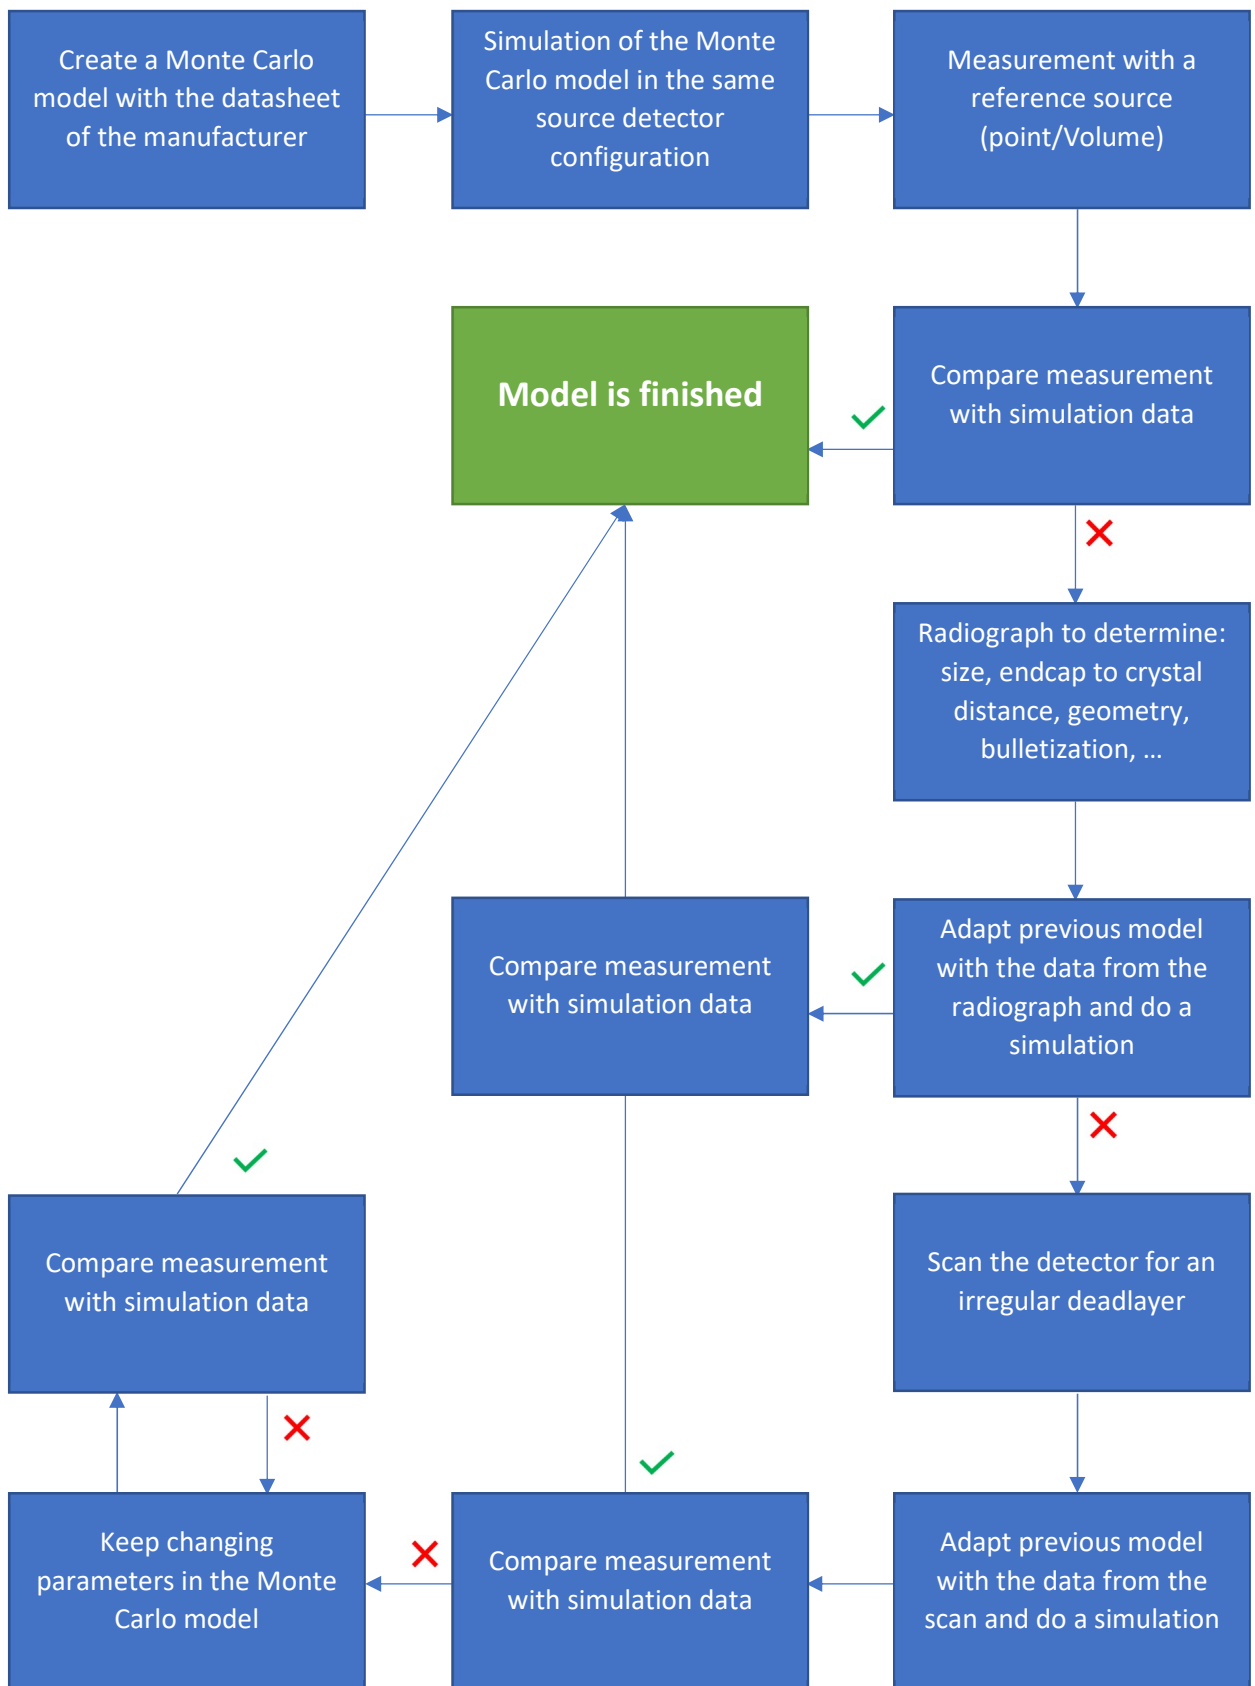 Create a Monte Carlo
model with the datasheet
of the manufacturer
Simulation of the Monte
Carlo model in the same
source detector
configuration
Measurement with a
reference source
(point/Volume)
Model is finished
Compare measurement
with simulation data
Radiograph to determine:
size, endcap to crystal
distance, geometry,
bulletization, …
Compare measurement
with simulation data
Adapt previous model
with the data from the
radiograph and do a
simulation
Compare measurement
with simulation data
Scan the detector for an
irregular deadlayer
Keep changing
parameters in the Monte
Carlo model
Compare measurement
with simulation data
Adapt previous model
with the data from the
scan and do a simulation